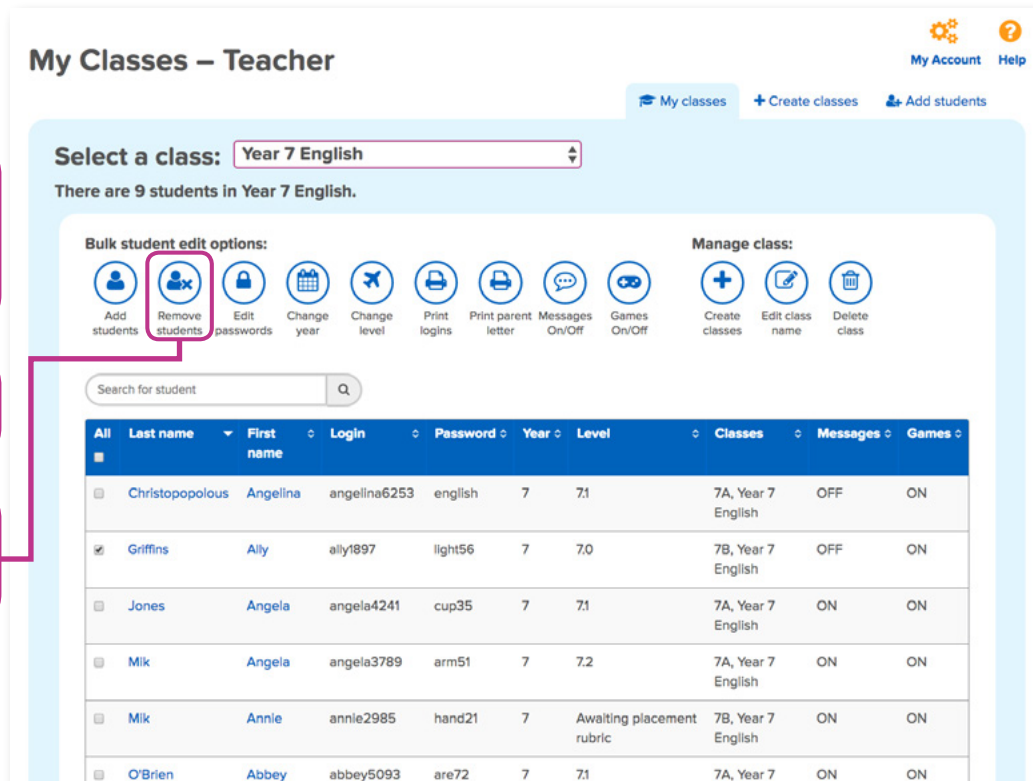 My Account Help
My Classes – Teacher
My classes + Create classes Add students
Select a class: Year 7 English
There are 9 students in Year 7 English.
Bulk student edit options: Manage class:
Add students Remove students Edit passwords Change year Change level Print logins Print parent letter Messages On/Off Games On/Off Create classes Edit class name Delete class
Search for student
All Last name First name Login Password Year Level Classes Messages Games
Christopopolous Angelina angelina6253 english 7 7.1 7A, Year 7 English OFF ON
Griffins Ally ally1897 light56 7 7.0 7B, Year 7 English OFF ON
Jones Angela angela4241 cup35 7 7.1 7A, Year 7 English ON ON
Mik Angela angela3789 arm51 7 7.2 7A, Year 7 English ON ON
Mik Annie annie2985 hand21 7 Awaiting placement rubric 7B, Year 7 English ON ON
O'Brien Abbey abbey5093 are72 7 7.1 7A, Year 7 ON ON